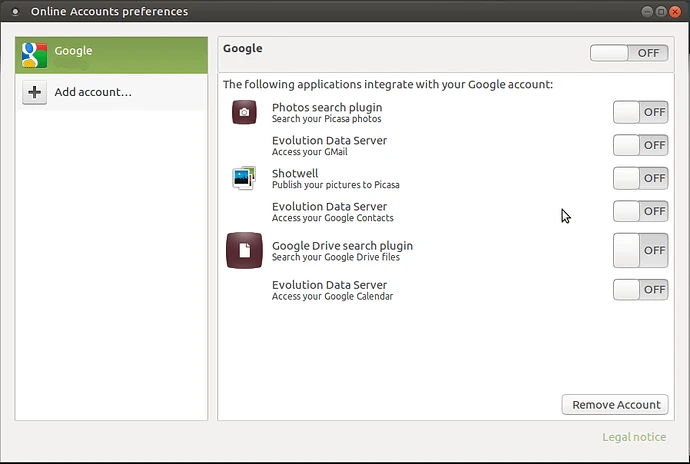 Online Accounts preferences
Google
Add account...
Google
OFF
The following applications integrate with your Google account:
Photos search plugin
Search your Picasa photos
OFF
Evolution Data Server
Access your GMail
OFF
Shotwell
Publish your pictures to Picasa
OFF
Evolution Data Server
Access your Google Contacts
OFF
Google Drive search plugin
Search your Google Drive files
OFF
Evolution Data Server
Access your Google Calendar
OFF
Remove Account
Legal notice